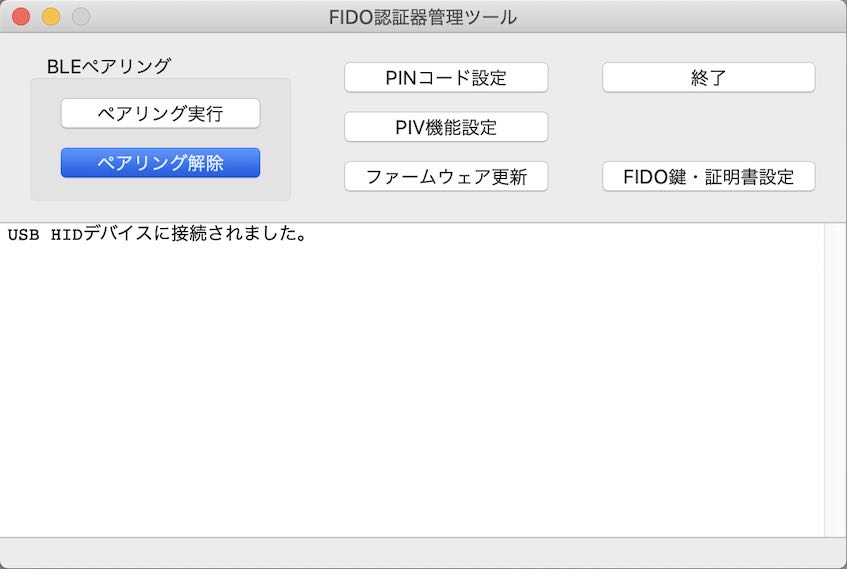 FIDO認証器管理ツール
BLEペアリング
ペアリング実行
ペアリング解除
PINコード設定
PIV機能設定
ファームウェア更新
終了
FIDO鍵・証明書設定
USB HIDデバイスに接続されました。